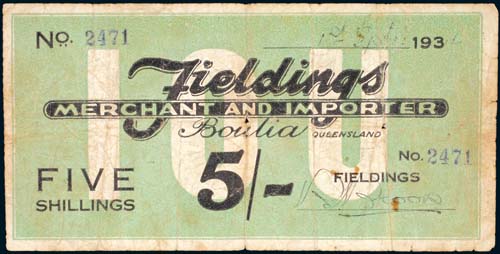 No. 2471
193
IOU
Fieldings
MERCHANT AND IMPORTER
Boulia QUEENSLAND
No. 2471
FIVE
SHILLINGS
5/-
FIELDINGS